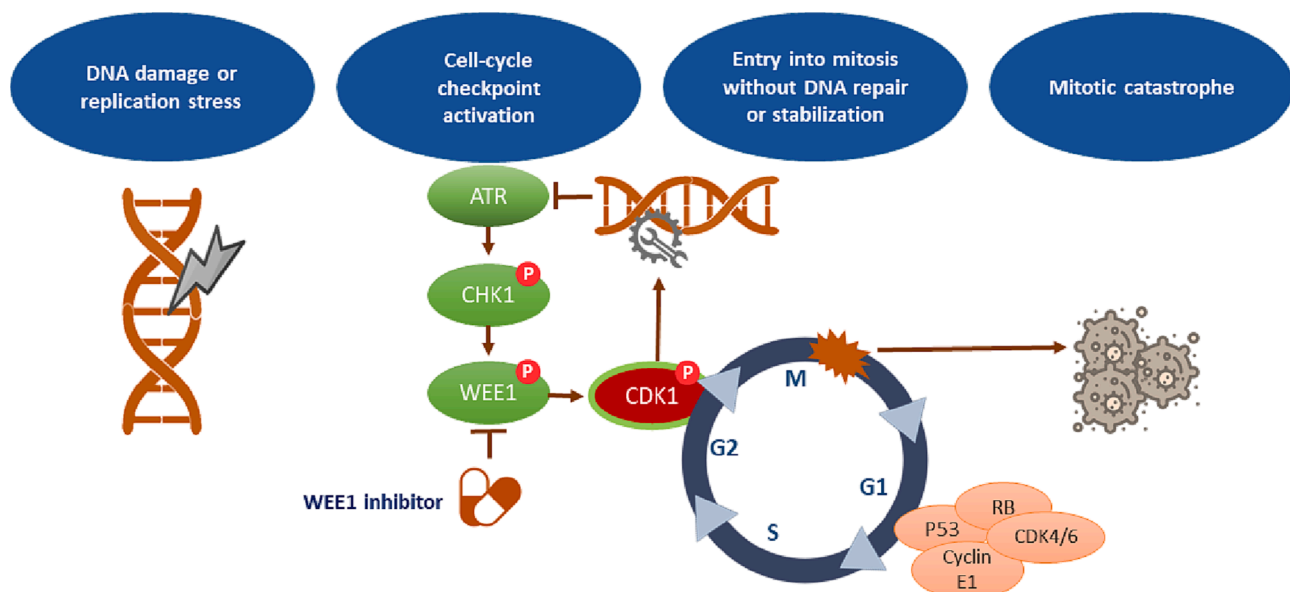 DNA damage or
replication stress
Cell-cycle
checkpoint
activation
Entry into mitosis
without DNA repair
or stabilization
Mitotic catastrophe
ATR
P
CHK1
P
WEE1
P
CDK1
WEE1 inhibitor
M
G2
G1
S
RB
P53
CDK4/6
Cyclin
E1